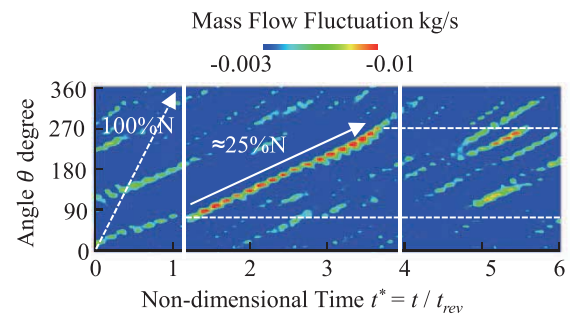 Mass Flow Fluctuation kg/s
-0.003 -0.01
Angle θ degree
360
270
180
90
0
100%N
≈25%N
0 1 2 3 4 5 6
Non-dimensional Time t* = t / t_rev